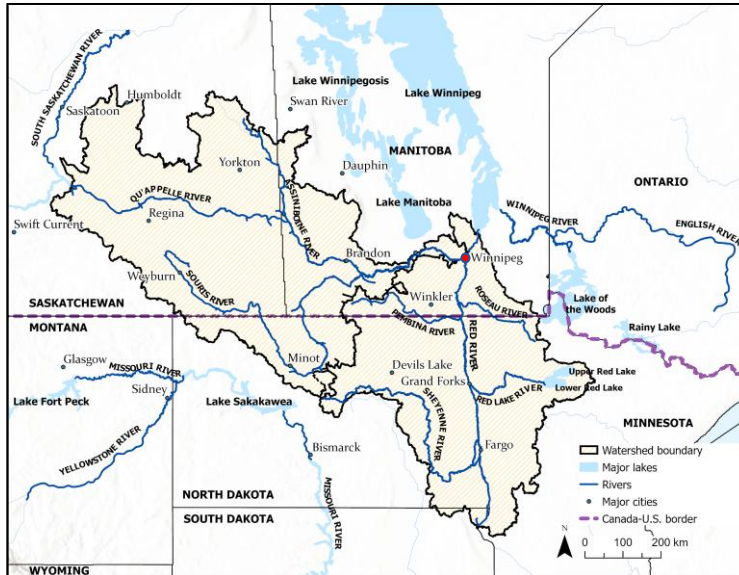 SOUTH SASKATCHEWAN RIVER
Humboldt
Saskatoon
Lake Winnipegosis
Swan River
Lake Winnipeg
MANITOBA
Yorkton
Dauphin
ONTARIO
ASSINIBOINE RIVER
QU'APPELLE RIVER
Regina
Lake Manitoba
WINNIPEG RIVER
ENGLISH RIVER
Swift Current
Brandon
Winnipeg
Weyburn
SOURIS RIVER
Winkler
ROSEAU RIVER
SASKATCHEWAN
Lake of
the Woods
PEMBINA RIVER
MONTANA
RED RIVER
Rainy Lake
Glasgow
MISSOURI RIVER
Minot
Devils Lake
Upper Red Lake
Grand Forks
RED LAKE RIVER
Lower Red Lake
Lake Fort Peck
Sidney
Lake Sakakawea
SHEYENNE RIVER
MINNESOTA
YELLOWSTONE RIVER
Bismarck
Fargo
MISSOURI RIVER
NORTH DAKOTA
SOUTH DAKOTA
WYOMING
Watershed boundary
Major lakes
Rivers
Major cities
Canada-U.S. border
N
0 100 200 km